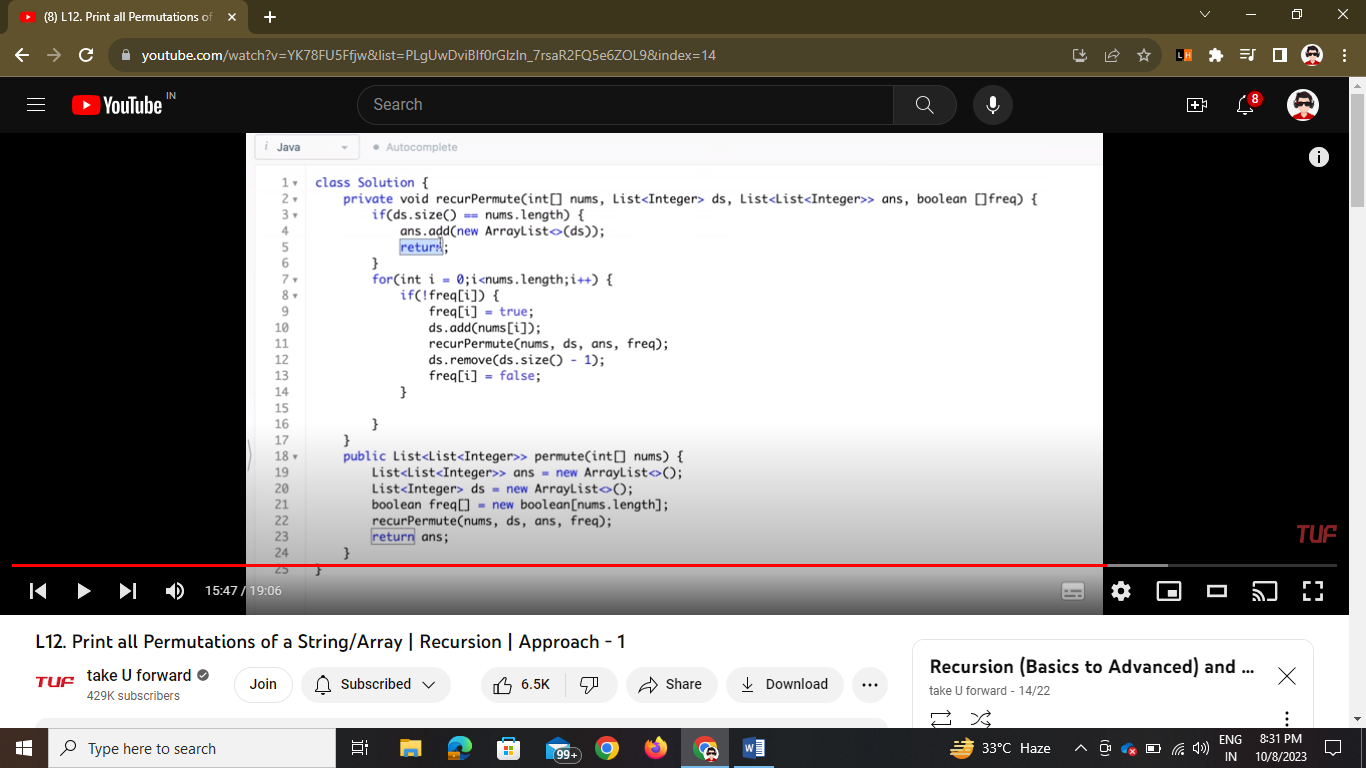 (8) L12. Print all Permutations of
youtube.com/watch?v=YK78FU5Ffjw&list=PLgUwDviBIf0rGlzIn_7rsaR2FQ5e6ZOL9&index=14
YouTube IN
Search
8
i Java
Autocomplete
1 class Solution {
2 private void recurPermute(int[] nums, List<Integer> ds, List<List<Integer>> ans, boolean []freq) {
3 if(ds.size() == nums.length) {
4 ans.add(new ArrayList<>(ds));
5 return;
6 }
7 for(int i = 0;i<nums.length;i++) {
8 if(!freq[i]) {
9 freq[i] = true;
10 ds.add(nums[i]);
11 recurPermute(nums, ds, ans, freq);
12 ds.remove(ds.size() - 1);
13 freq[i] = false;
14 }
15
16 }
17 }
18 public List<List<Integer>> permute(int[] nums) {
19 List<List<Integer>> ans = new ArrayList<>();
20 List<Integer> ds = new ArrayList<>();
21 boolean freq[] = new boolean[nums.length];
22 recurPermute(nums, ds, ans, freq);
23 return ans;
24 }
25 }
TUF
15:47 / 19:06
L12. Print all Permutations of a String/Array | Recursion | Approach - 1
TUF
take U forward
429K subscribers
Join
Subscribed
6.5K
Share
Download
Recursion (Basics to Advanced) and ...
take U forward - 14/22
Type here to search
99+
33°C Haze
ENG
IN
8:31 PM
10/8/2023